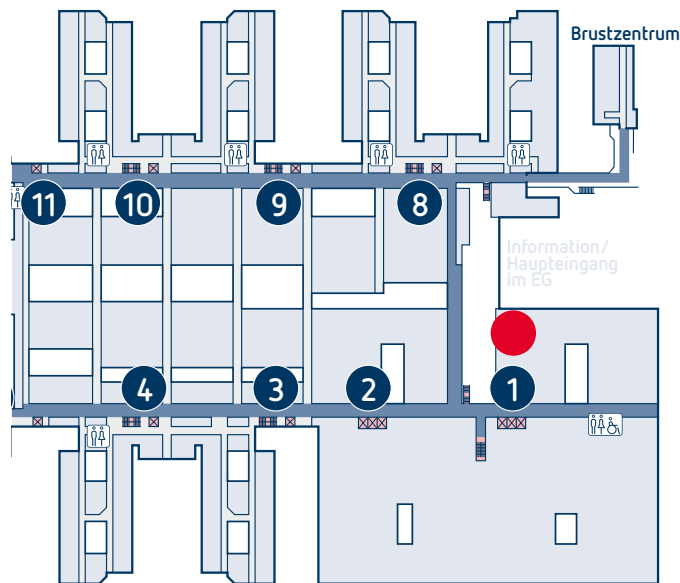 Brustzentrum
11
10
9
8
Information/
Haupteingang
im EG
4
3
2
1